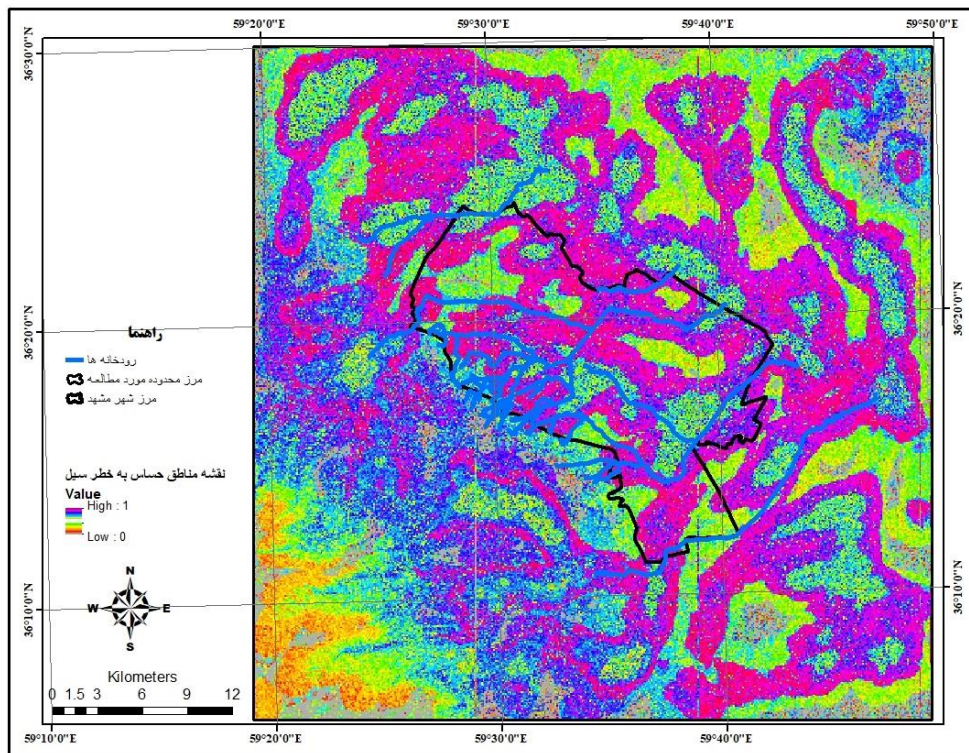 59°20'0"E
59°30'0"E
59°40'0"E
59°50'0"E
36°30'0"N
36°20'0"N
36°20'0"N
36°10'0"N
36°10'0"N
راهنما
رودخانه ها
مرز محدوده مورد مطالعه
مرز شهر مشهد
نقشه مناطق حساس به خطر سیل
Value
High : 1
Low : 0
N
W E
S
Kilometers
0 1.5 3 6 9 12
59°10'0"E
59°20'0"E
59°30'0"E
59°40'0"E